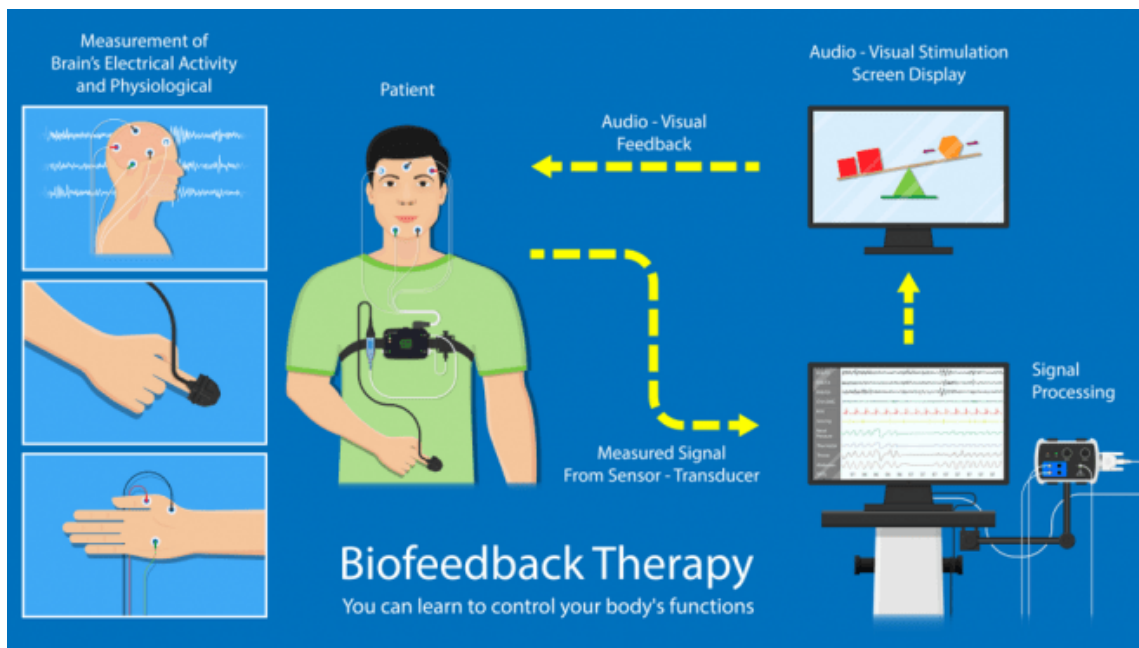 Measurement of
Brain's Electrical Activity
and Physiological
Patient
Audio - Visual
Feedback
Audio - Visual Stimulation
Screen Display
Signal
Processing
Measured Signal
From Sensor - Transducer
Biofeedback Therapy
You can learn to control your body's functions